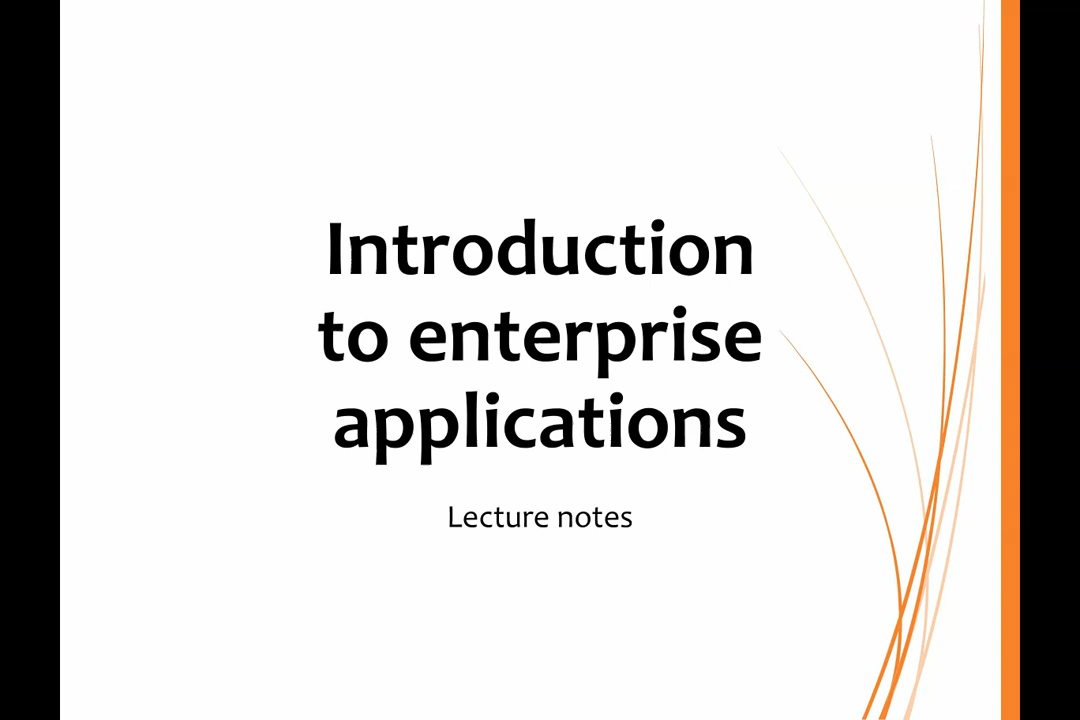 Introduction
to enterprise
applications
Lecture notes